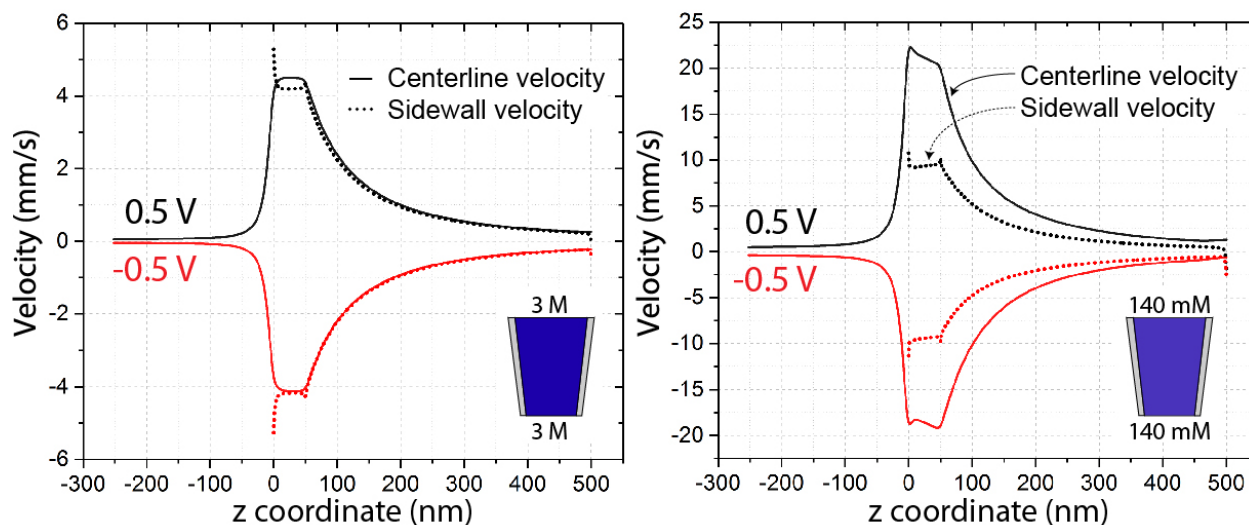 6
4
2
0
-2
-4
-6
Velocity (mm/s)
Centerline velocity
Sidewall velocity
0.5 V
-0.5 V
3 M
3 M
-300 -200 -100 0 100 200 300 400 500
z coordinate (nm)
25
20
15
10
5
0
-5
-10
-15
-20
Velocity (mm/s)
Centerline velocity
Sidewall velocity
0.5 V
-0.5 V
140 mM
140 mM
-300 -200 -100 0 100 200 300 400 500
z coordinate (nm)